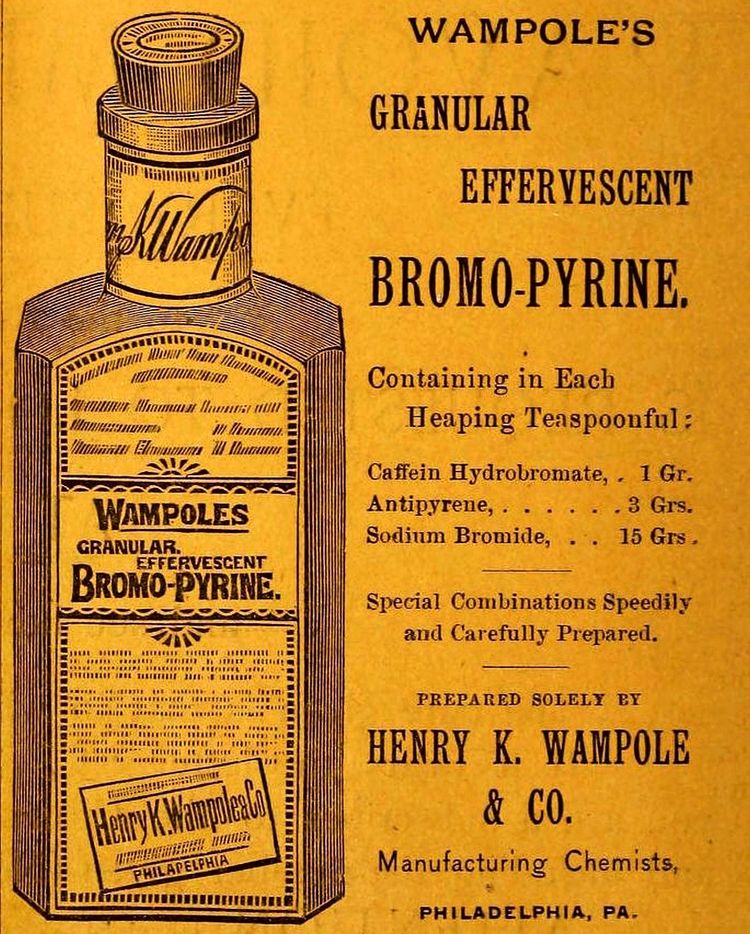 WAMPOLE'S
GRANULAR
EFFERVESCENT
BROMO-PYRINE.
Containing in Each
Heaping Teaspoonful:
Caffein Hydrobromate, . 1 Gr.
Antipyrene, . . . . . . 3 Grs.
Sodium Bromide, . . 15 Grs.
Special Combinations Speedily
and Carefully Prepared.
PREPARED SOLELY BY
HENRY K. WAMPOLE
& CO.
Manufacturing Chemists,
PHILADELPHIA, PA.
WAMPOLES
GRANULAR.
EFFERVESCENT
BROMO-PYRINE.
Henry K. Wampole & Co
PHILADELPHIA